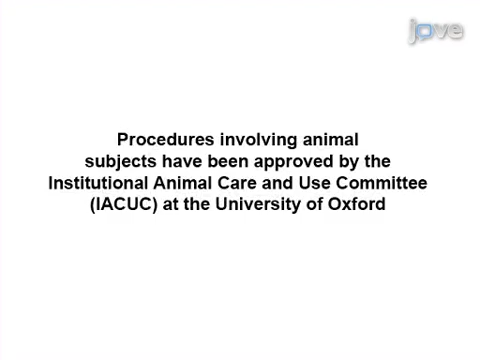 jove
Procedures involving animal
subjects have been approved by the
Institutional Animal Care and Use Committee
(IACUC) at the University of Oxford